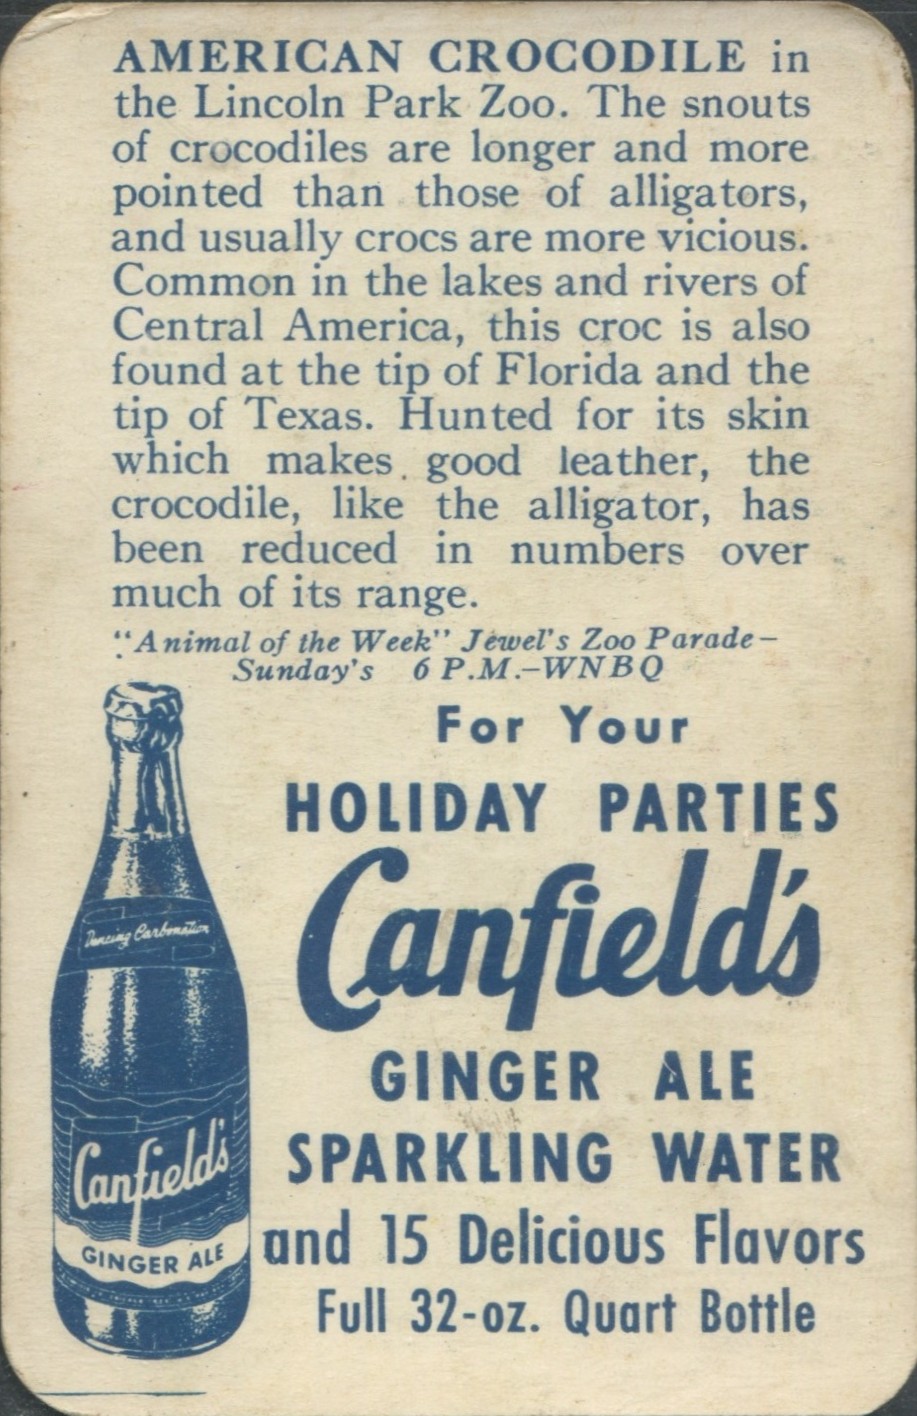 AMERICAN CROCODILE in
the Lincoln Park Zoo. The snouts
of crocodiles are longer and more
pointed than those of alligators,
and usually crocs are more vicious.
Common in the lakes and rivers of
Central America, this croc is also
found at the tip of Florida and the
tip of Texas. Hunted for its skin
which makes good leather, the
crocodile, like the alligator, has
been reduced in numbers over
much of its range.
"Animal of the Week" Jewel's Zoo Parade–
Sunday's 6 P.M.–WNBQ
For Your
HOLIDAY PARTIES
Canfield's
GINGER ALE
SPARKLING WATER
and 15 Delicious Flavors
Full 32-oz. Quart Bottle
Dancing Carbonation
Canfield's
GINGER ALE